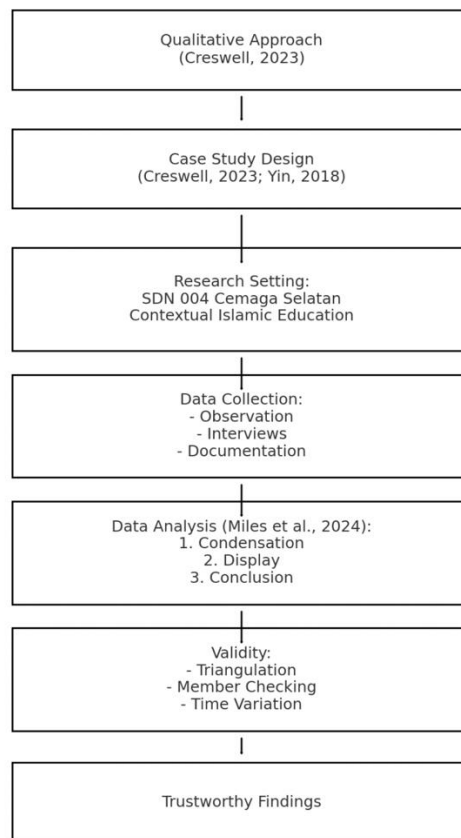 Qualitative Approach
(Creswell, 2023)
Case Study Design
(Creswell, 2023; Yin, 2018)
Research Setting:
SDN 004 Cemaga Selatan
Contextual Islamic Education
Data Collection:
- Observation
- Interviews
- Documentation
Data Analysis (Miles et al., 2024):
1. Condensation
2. Display
3. Conclusion
Validity:
- Triangulation
- Member Checking
- Time Variation
Trustworthy Findings